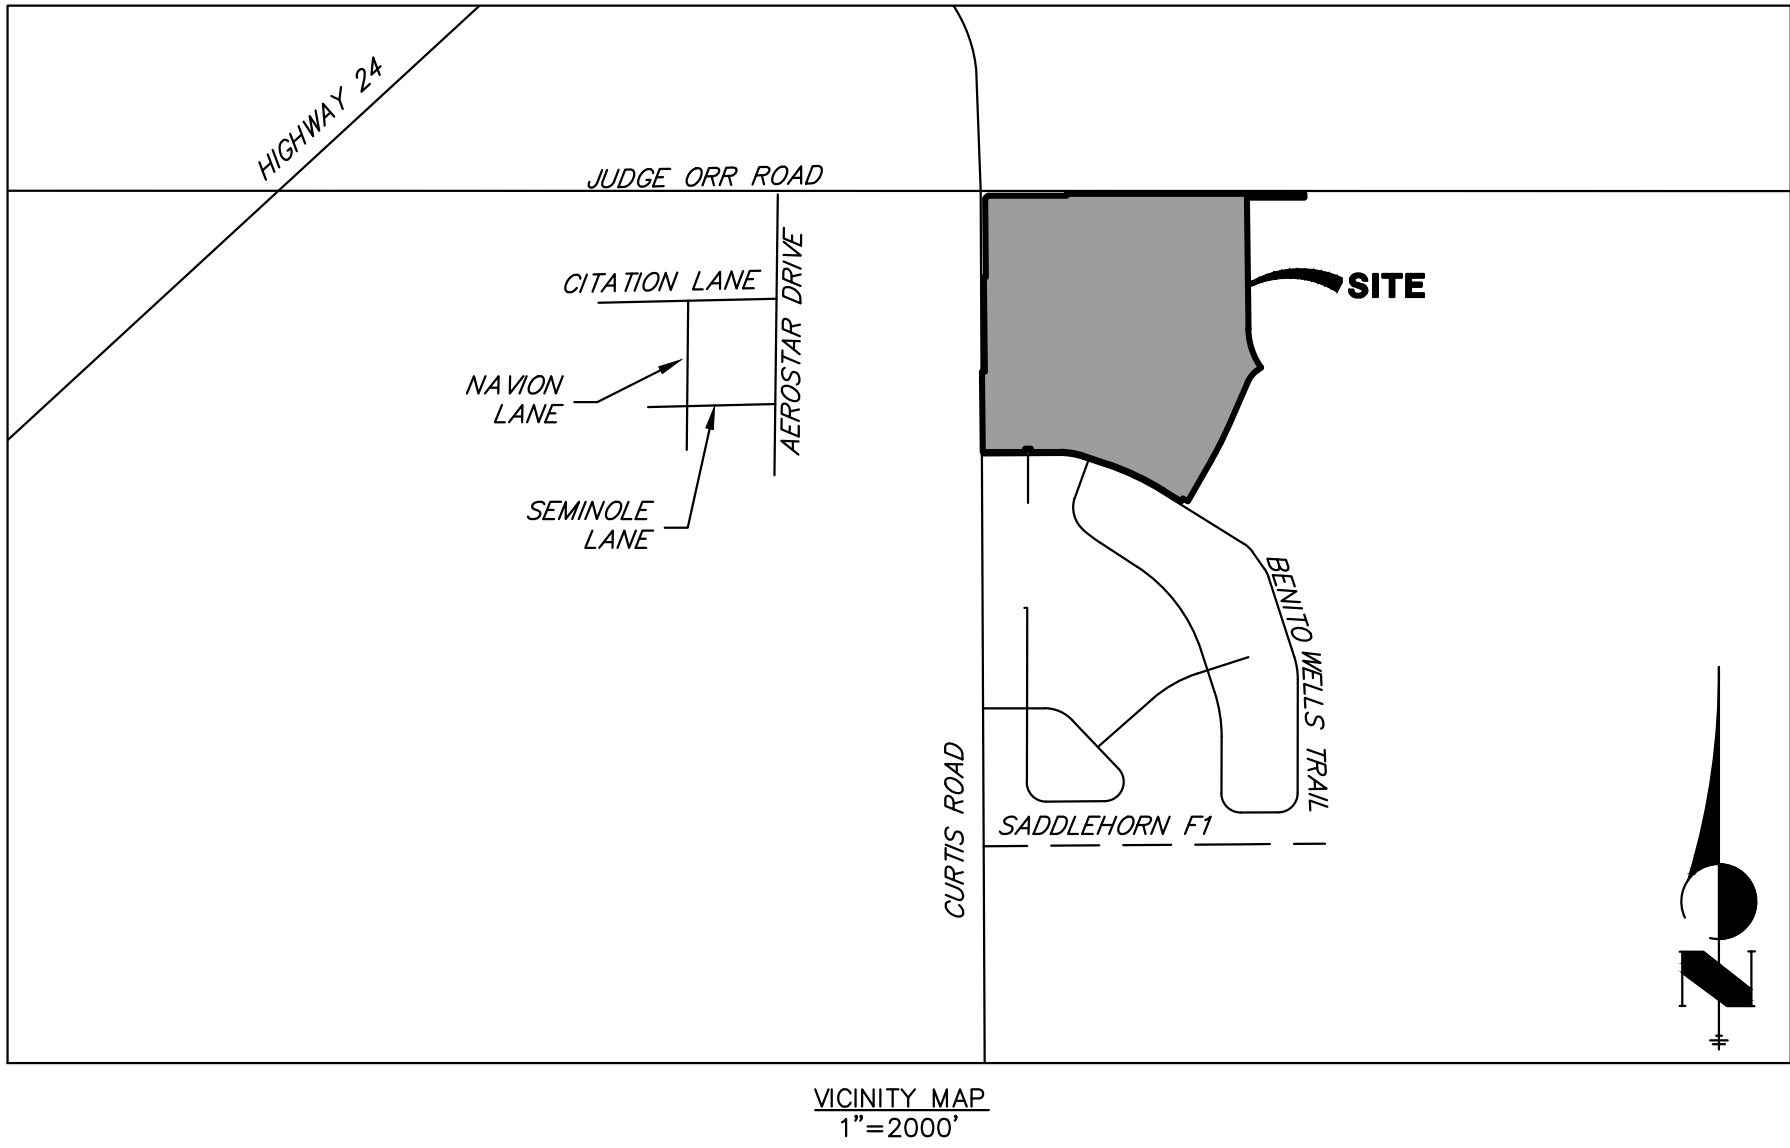 HIGHWAY 24
JUDGE ORR ROAD
CITATION LANE
AEROSTAR DRIVE
SITE
NAVION
LANE
SEMINOLE
LANE
BENITO WELLS TRAIL
CURTIS ROAD
SADDLEHORN F1
N
VICINITY MAP
1"=2000'